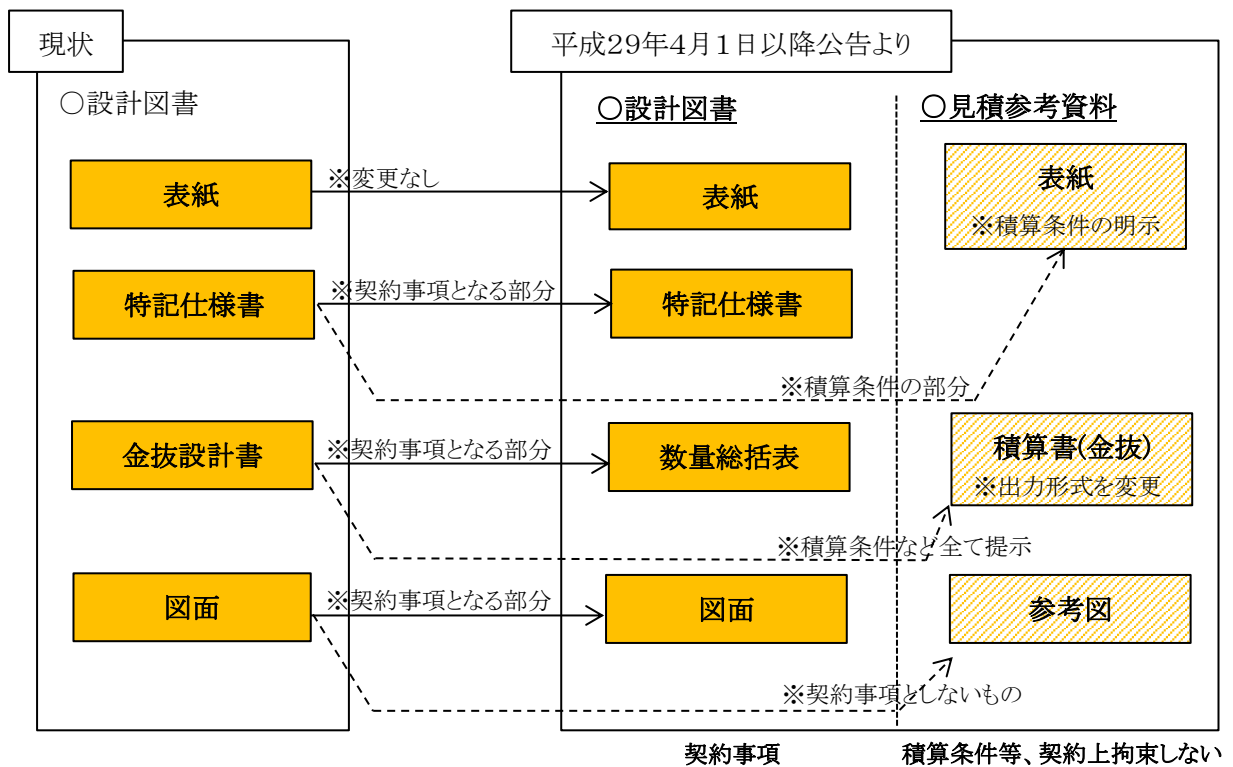 現状
平成29年4月1日以降公告より
○設計図書
○設計図書
○見積参考資料
表紙
※変更なし
表紙
表紙
※積算条件の明示
特記仕様書
※契約事項となる部分
特記仕様書
※積算条件の部分
金抜設計書
※契約事項となる部分
数量総括表
積算書(金抜)
※出力形式を変更
※積算条件など全て提示
図面
※契約事項となる部分
図面
参考図
※契約事項としないもの
契約事項
積算条件等、契約上拘束しない